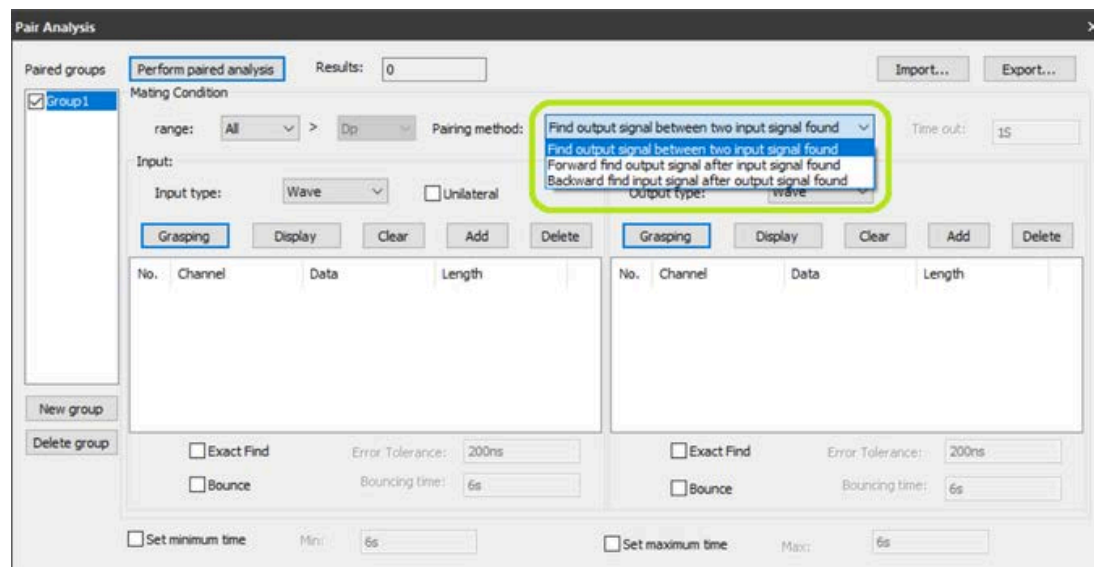 Pair Analysis
Paired groups Perform paired analysis Results: 0 Import... Export...
Group1 Mating Condition
range: All > Dp Pairing method: Find output signal between two input signal found Time out: 1S
Find output signal between two input signal found
Forward find output signal after input signal found
Backward find input signal after output signal found
Input:
Input type: Wave Unilateral Output type: Wave
Grasping Display Clear Add Delete Grasping Display Clear Add Delete
No. Channel Data Length No. Channel Data Length
New group
Delete group
Exact Find Error Tolerance: 200ns Exact Find Error Tolerance: 200ns
Bounce Bouncing time: 6s Bounce Bouncing time: 6s
Set minimum time Min: 6s Set maximum time Max: 6s